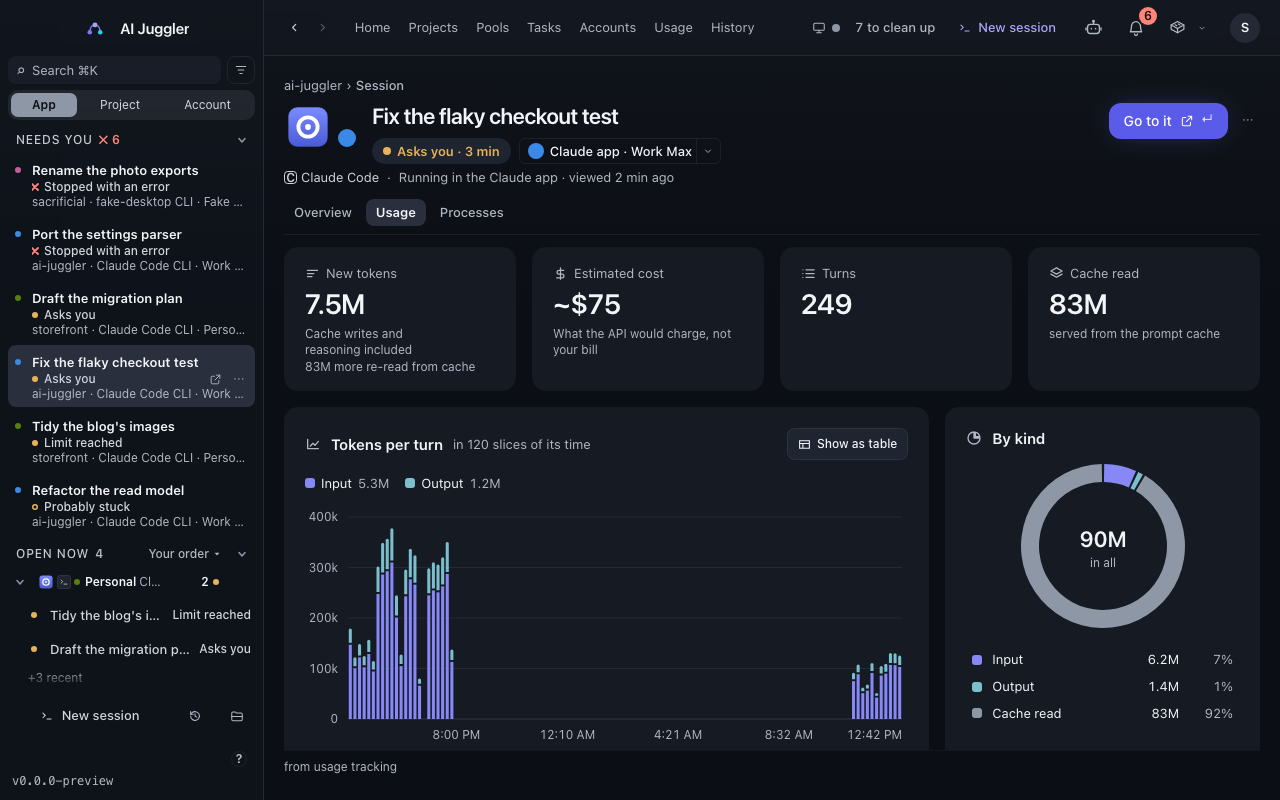 AI Juggler
Search ⌘K
App
Project
Account
NEEDS YOU 6
Rename the photo exports
Stopped with an error
sacrificial · fake-desktop CLI · Fake ...
Port the settings parser
Stopped with an error
ai-juggler · Claude Code CLI · Work ...
Draft the migration plan
Asks you
storefront · Claude Code CLI · Perso...
Fix the flaky checkout test
Asks you
ai-juggler · Claude Code CLI · Work ...
Tidy the blog's images
Limit reached
storefront · Claude Code CLI · Perso...
Refactor the read model
Probably stuck
ai-juggler · Claude Code CLI · Work ...
OPEN NOW 4
Your order
Personal Cl...
2
Tidy the blog's i...
Limit reached
Draft the migration p...
Asks you
+3 recent
New session
?
v0.0.0-preview
Home
Projects
Pools
Tasks
Accounts
Usage
History
7 to clean up
New session
6
S
ai-juggler › Session
Fix the flaky checkout test
Asks you · 3 min
Claude app · Work Max
Go to it
Claude Code · Running in the Claude app · viewed 2 min ago
Overview
Usage
Processes
New tokens
7.5M
Cache writes and
reasoning included
83M more re-read from cache
Estimated cost
~$75
What the API would charge, not
your bill
Turns
249
Cache read
83M
served from the prompt cache
Tokens per turn in 120 slices of its time
Show as table
Input 5.3M
Output 1.2M
400k
300k
200k
100k
0
8:00 PM
12:10 AM
4:21 AM
8:32 AM
12:42 PM
By kind
90M
in all
Input 6.2M 7%
Output 1.4M 1%
Cache read 83M 92%
from usage tracking